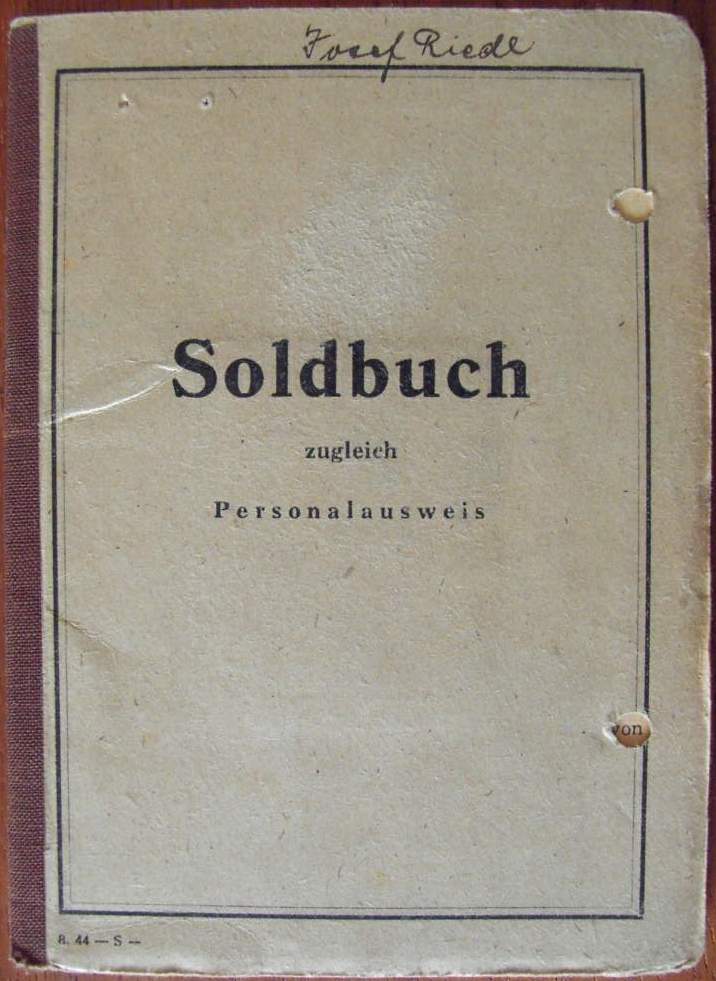 Josef Riedl
Soldbuch
zugleich
Personalausweis
von
8. 44 — S —